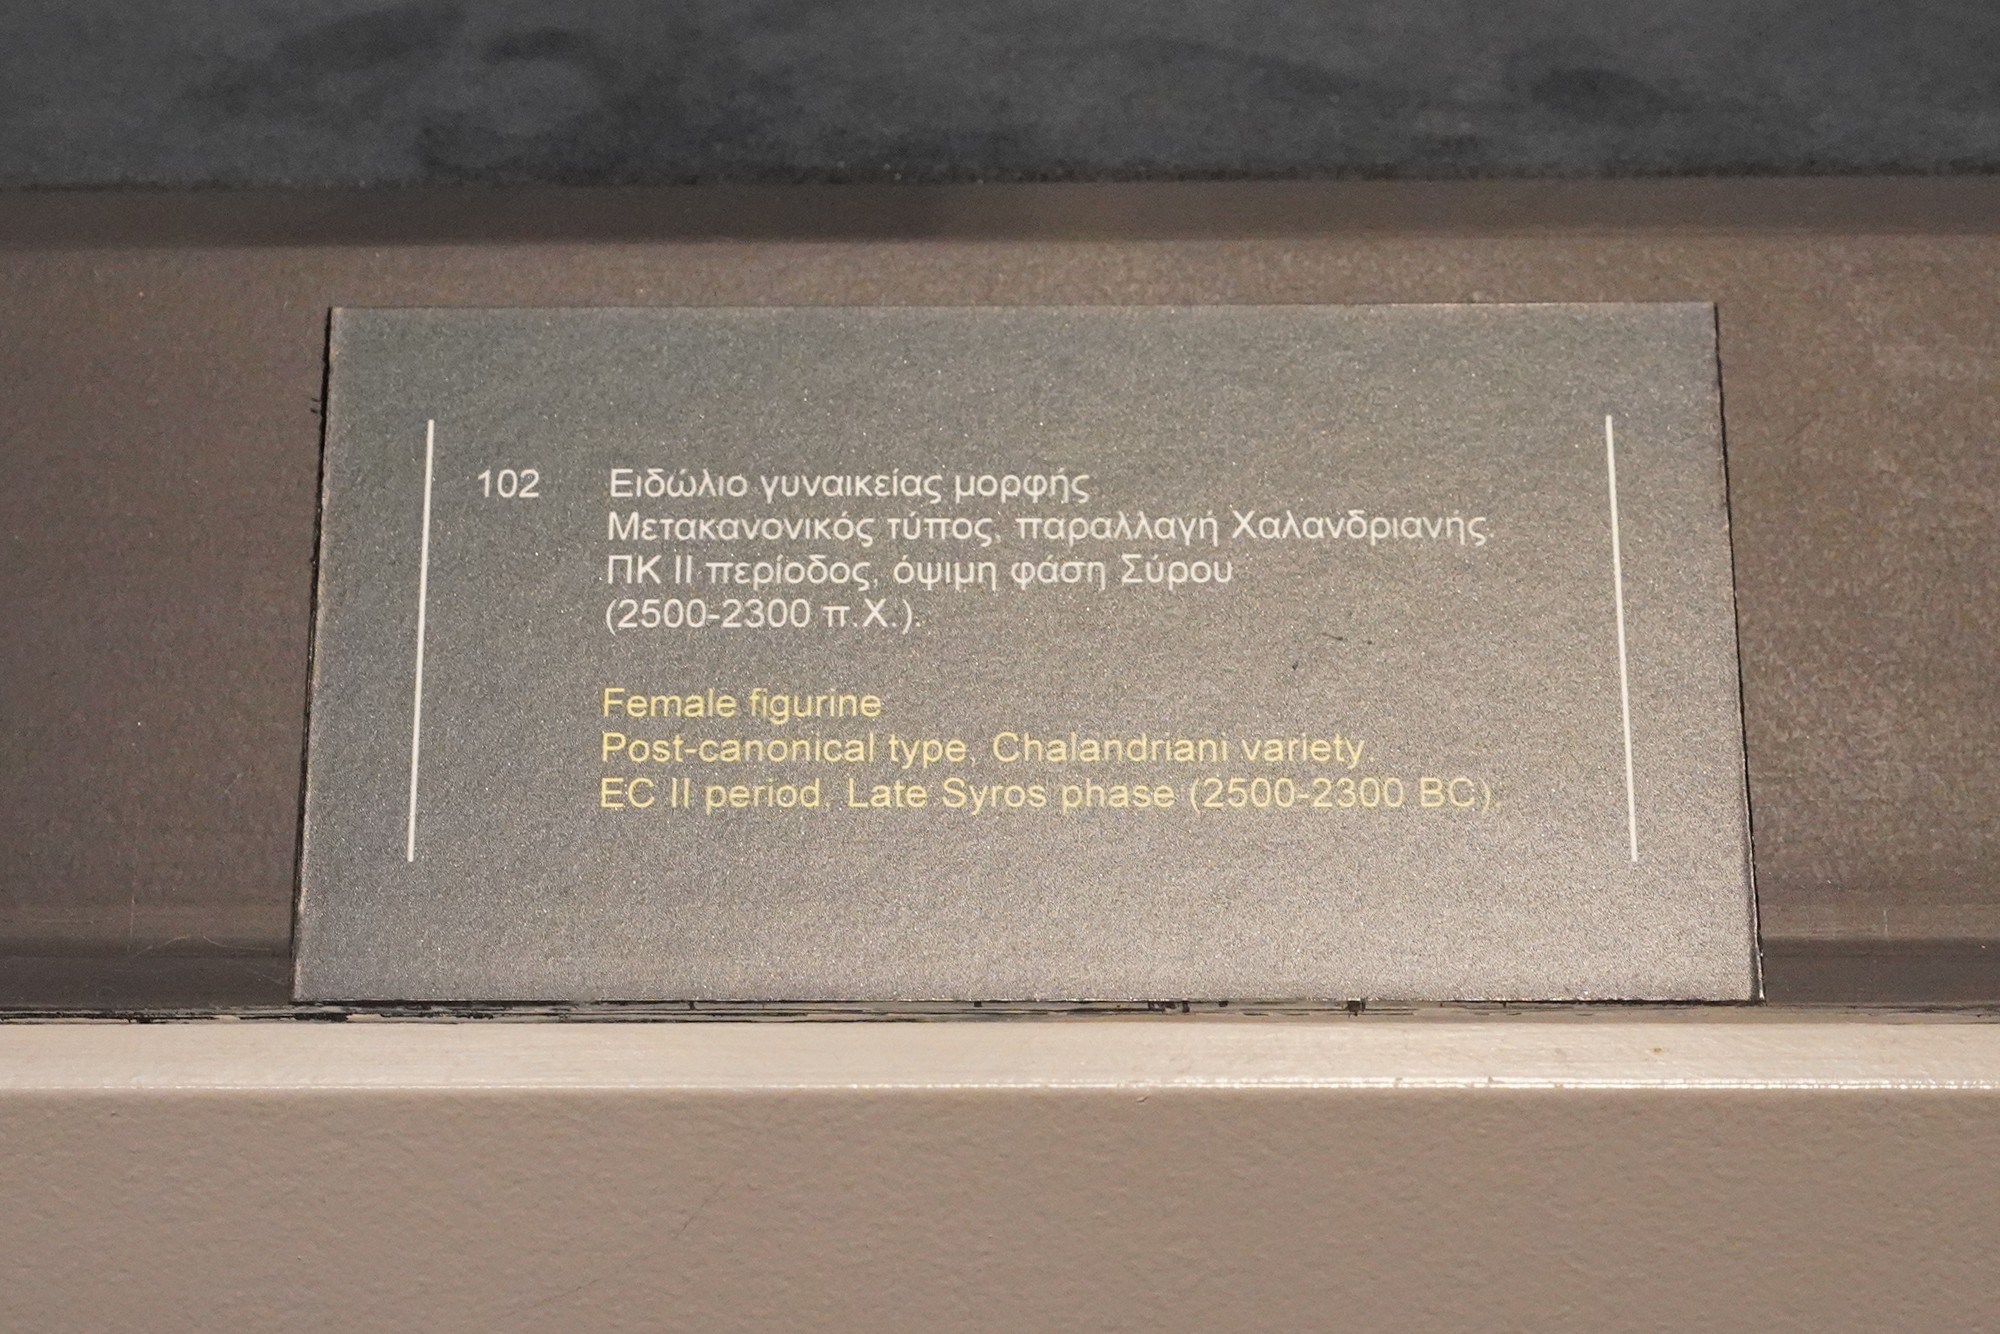 102 Ειδώλιο γυναικείας μορφής
Μετακανονικός τύπος, παραλλαγή Χαλανδριανής.
ΠΚ ΙΙ περίοδος, όψιμη φάση Σύρου
(2500-2300 π.Χ.).
Female figurine
Post-canonical type, Chalandriani variety.
EC II period, Late Syros phase (2500-2300 BC).